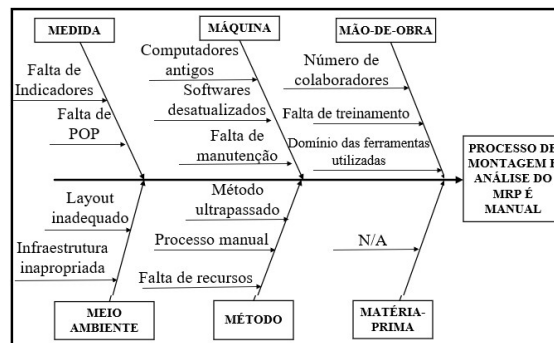 MEDIDA
MÁQUINA
MÃO-DE-OBRA
Falta de
Indicadores
Falta de
POP
Computadores
antigos
Softwares
desatualizados
Falta de
manutenção
Número de
colaboradores
Falta de treinamento
Domínio das ferramentas
utilizadas
PROCESSO DE
MONTAGEM E
ANÁLISE DO
MRP É
MANUAL
Layout
inadequado
Infraestrutura
inapropriada
Método
ultrapassado
Processo manual
Falta de recursos
N/A
MEIO
AMBIENTE
MÉTODO
MATÉRIA-
PRIMA